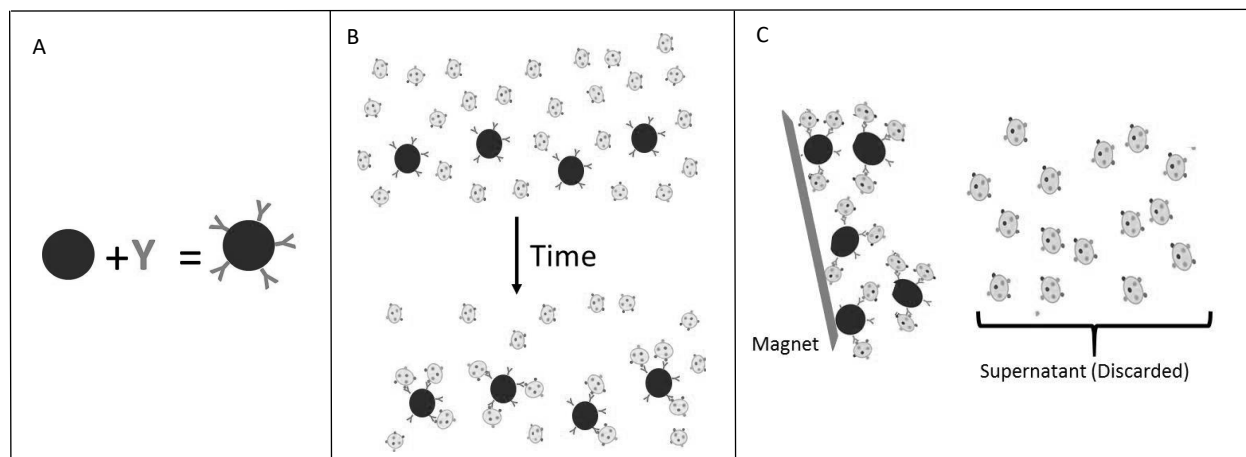 A
+Y =
B
Time
C
Magnet
Supernatant (Discarded)